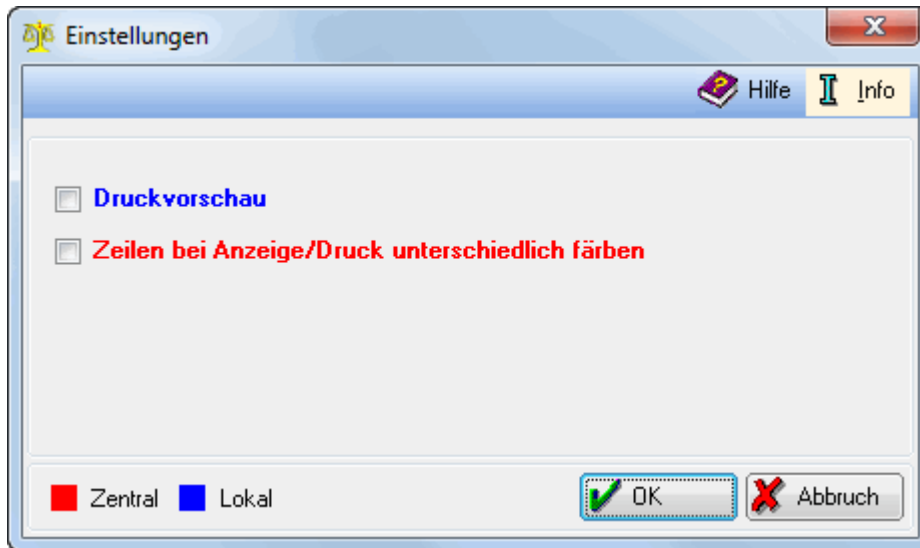 Einstellungen
Hilfe Info
Druckvorschau
Zeilen bei Anzeige/Druck unterschiedlich färben
Zentral Lokal OK Abbruch